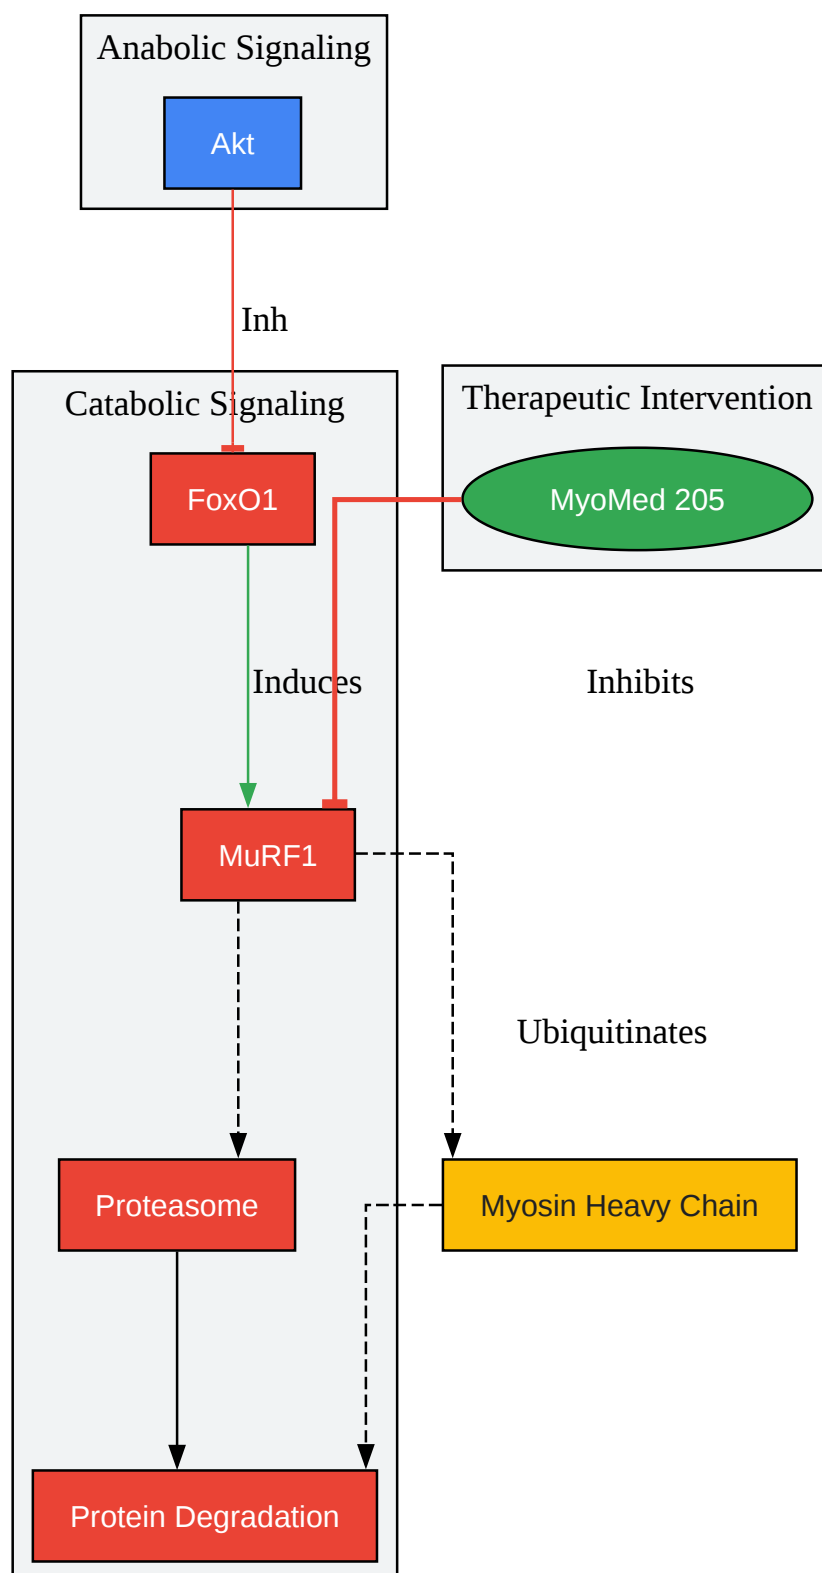 Anabolic Signaling
Akt
Inh
Catabolic Signaling
Therapeutic Intervention
FoxO1
MyoMed 205
Induces
Inhibits
MuRF1
Ubiquitinates
Proteasome
Myosin Heavy Chain
Protein Degradation